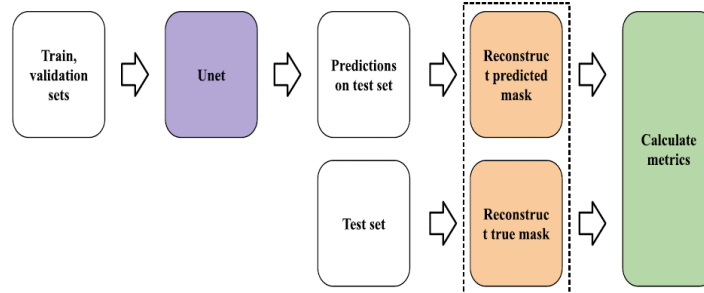 Train,
validation
sets
Unet
Predictions
on test set
Reconstruc
t predicted
mask
Calculate
metrics
Test set
Reconstruc
t true mask